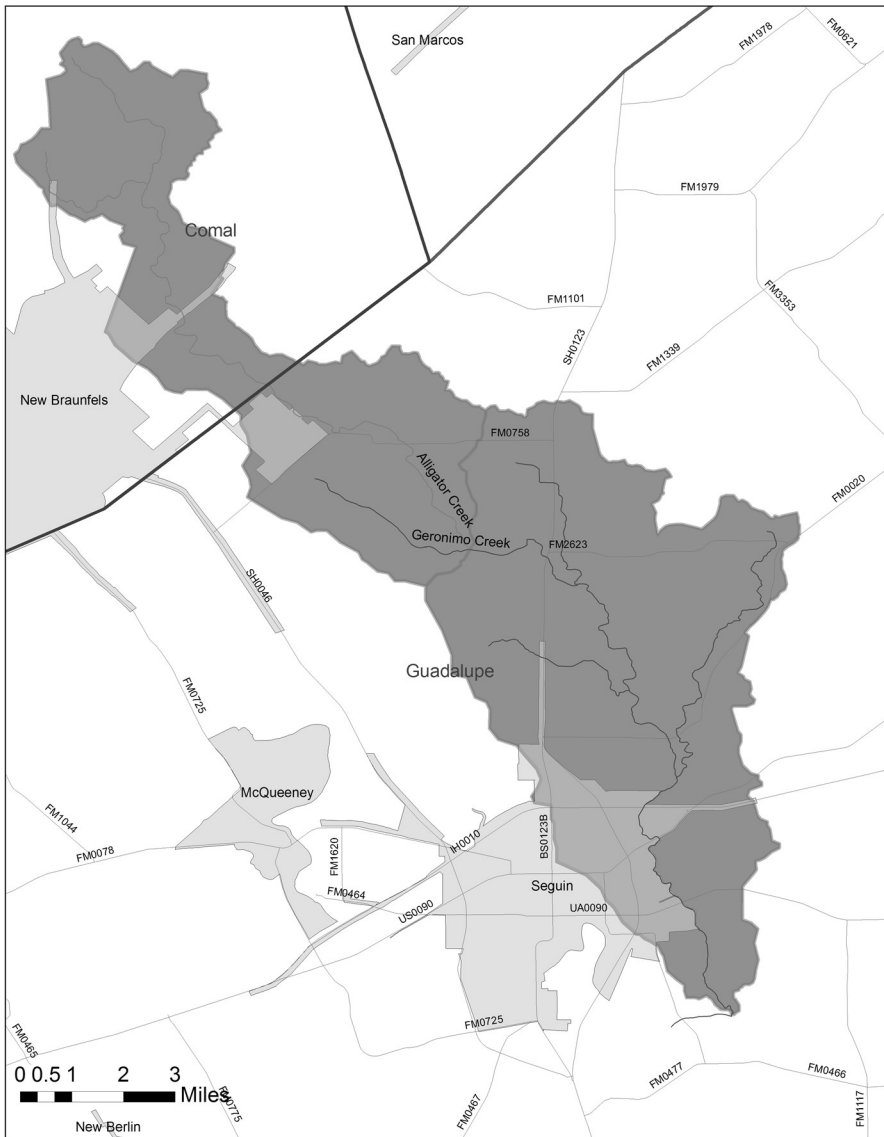 San Marcos
FM1978
FM0621
FM1979
Comal
FM1101
FM3353
SH0123
FM1339
New Braunfels
FM0758
Alligator Creek
FM0020
Geronimo Creek
FM2623
SH0046
Guadalupe
FM0725
McQueeney
FM1044
IH0010
BS0123B
FM0078
FM1620
Seguin
FM0464
US0090
UA0090
FM0725
FM0465
FM0775
FM0467
FM0477
FM0466
FM1117
0 0.5 1 2 3
Miles
New Berlin